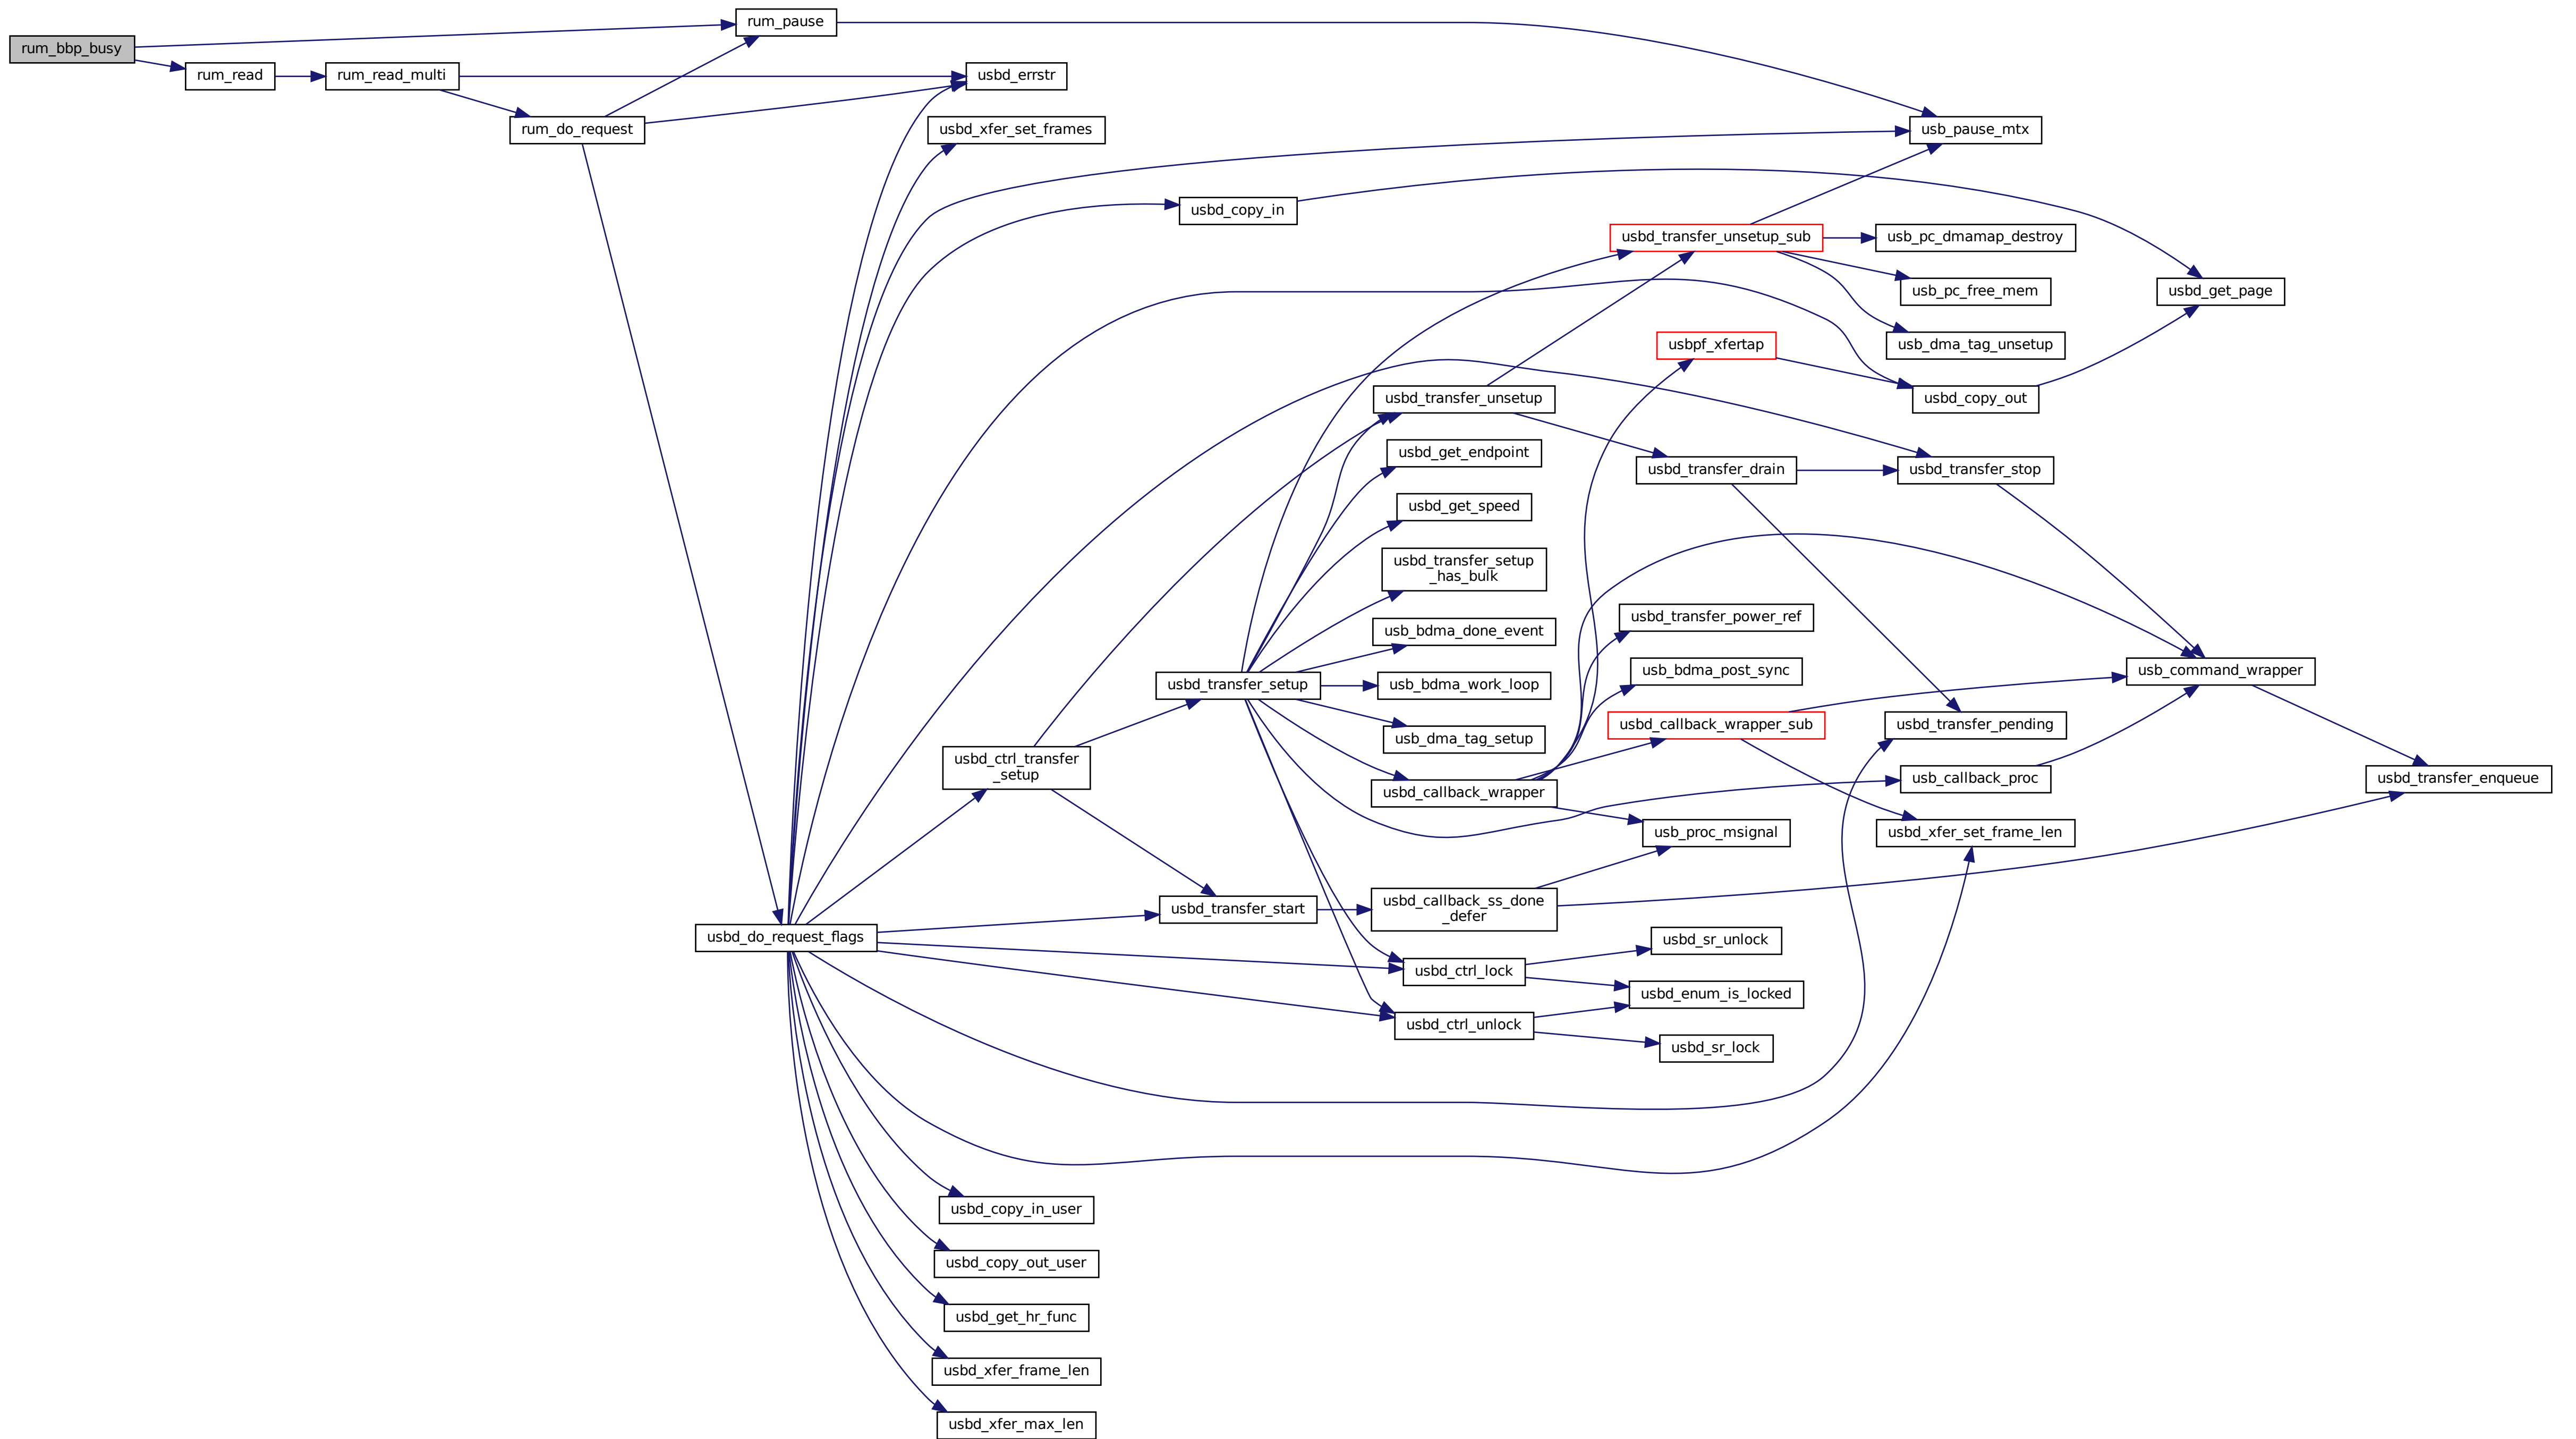 rum_bbp_busy
rum_pause
rum_read
rum_read_multi
usbd_errstr
rum_do_request
usbd_xfer_set_frames
usb_pause_mtx
usbd_copy_in
usbd_transfer_unsetup_sub
usb_pc_dmamap_destroy
usb_pc_free_mem
usbd_get_page
usb_dma_tag_unsetup
usbpf_xfertap
usbd_copy_out
usbd_transfer_unsetup
usbd_get_endpoint
usbd_transfer_drain
usbd_transfer_stop
usbd_get_speed
usbd_transfer_setup
_has_bulk
usbd_transfer_power_ref
usb_bdma_done_event
usb_bdma_post_sync
usb_command_wrapper
usbd_transfer_setup
usb_bdma_work_loop
usbd_callback_wrapper_sub
usbd_transfer_pending
usb_dma_tag_setup
usbd_ctrl_transfer
_setup
usb_callback_proc
usbd_transfer_enqueue
usbd_callback_wrapper
usb_proc_msignal
usbd_xfer_set_frame_len
usbd_transfer_start
usbd_callback_ss_done
_defer
usbd_do_request_flags
usbd_sr_unlock
usbd_ctrl_lock
usbd_enum_is_locked
usbd_ctrl_unlock
usbd_sr_lock
usbd_copy_in_user
usbd_copy_out_user
usbd_get_hr_func
usbd_xfer_frame_len
usbd_xfer_max_len